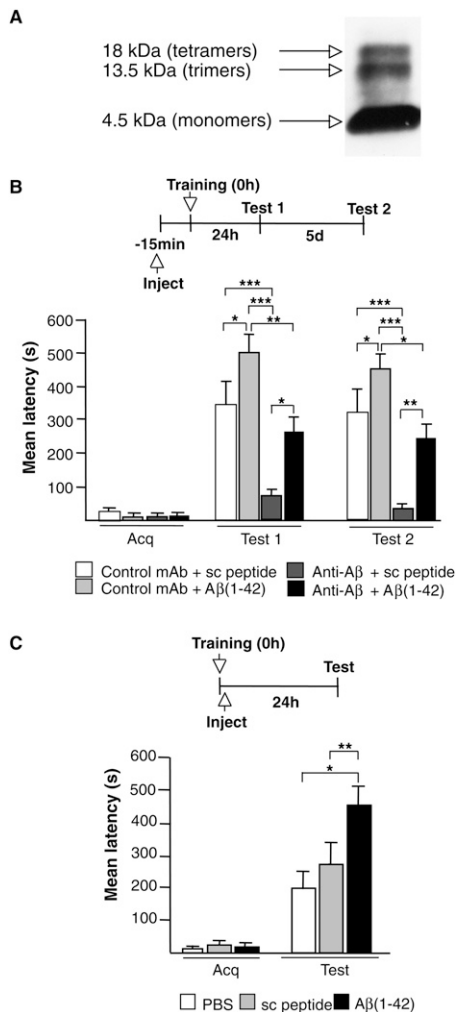 A
18 kDa (tetramers)
13.5 kDa (trimers)
4.5 kDa (monomers)
B
Training (0h)
Test 1
Test 2
-15min
24h
5d
Inject
Mean latency (s)
600
500
400
300
200
100
***
***
*
**
*
***
***
*
*
**
Acq
Test 1
Test 2
Control mAb + sc peptide
Anti-Aβ + sc peptide
Control mAb + Aβ(1-42)
Anti-Aβ + Aβ(1-42)
C
Training (0h)
Test
24h
Inject
Mean latency (s)
600
500
400
300
200
100
**
*
Acq
Test
PBS
sc peptide
Aβ(1-42)